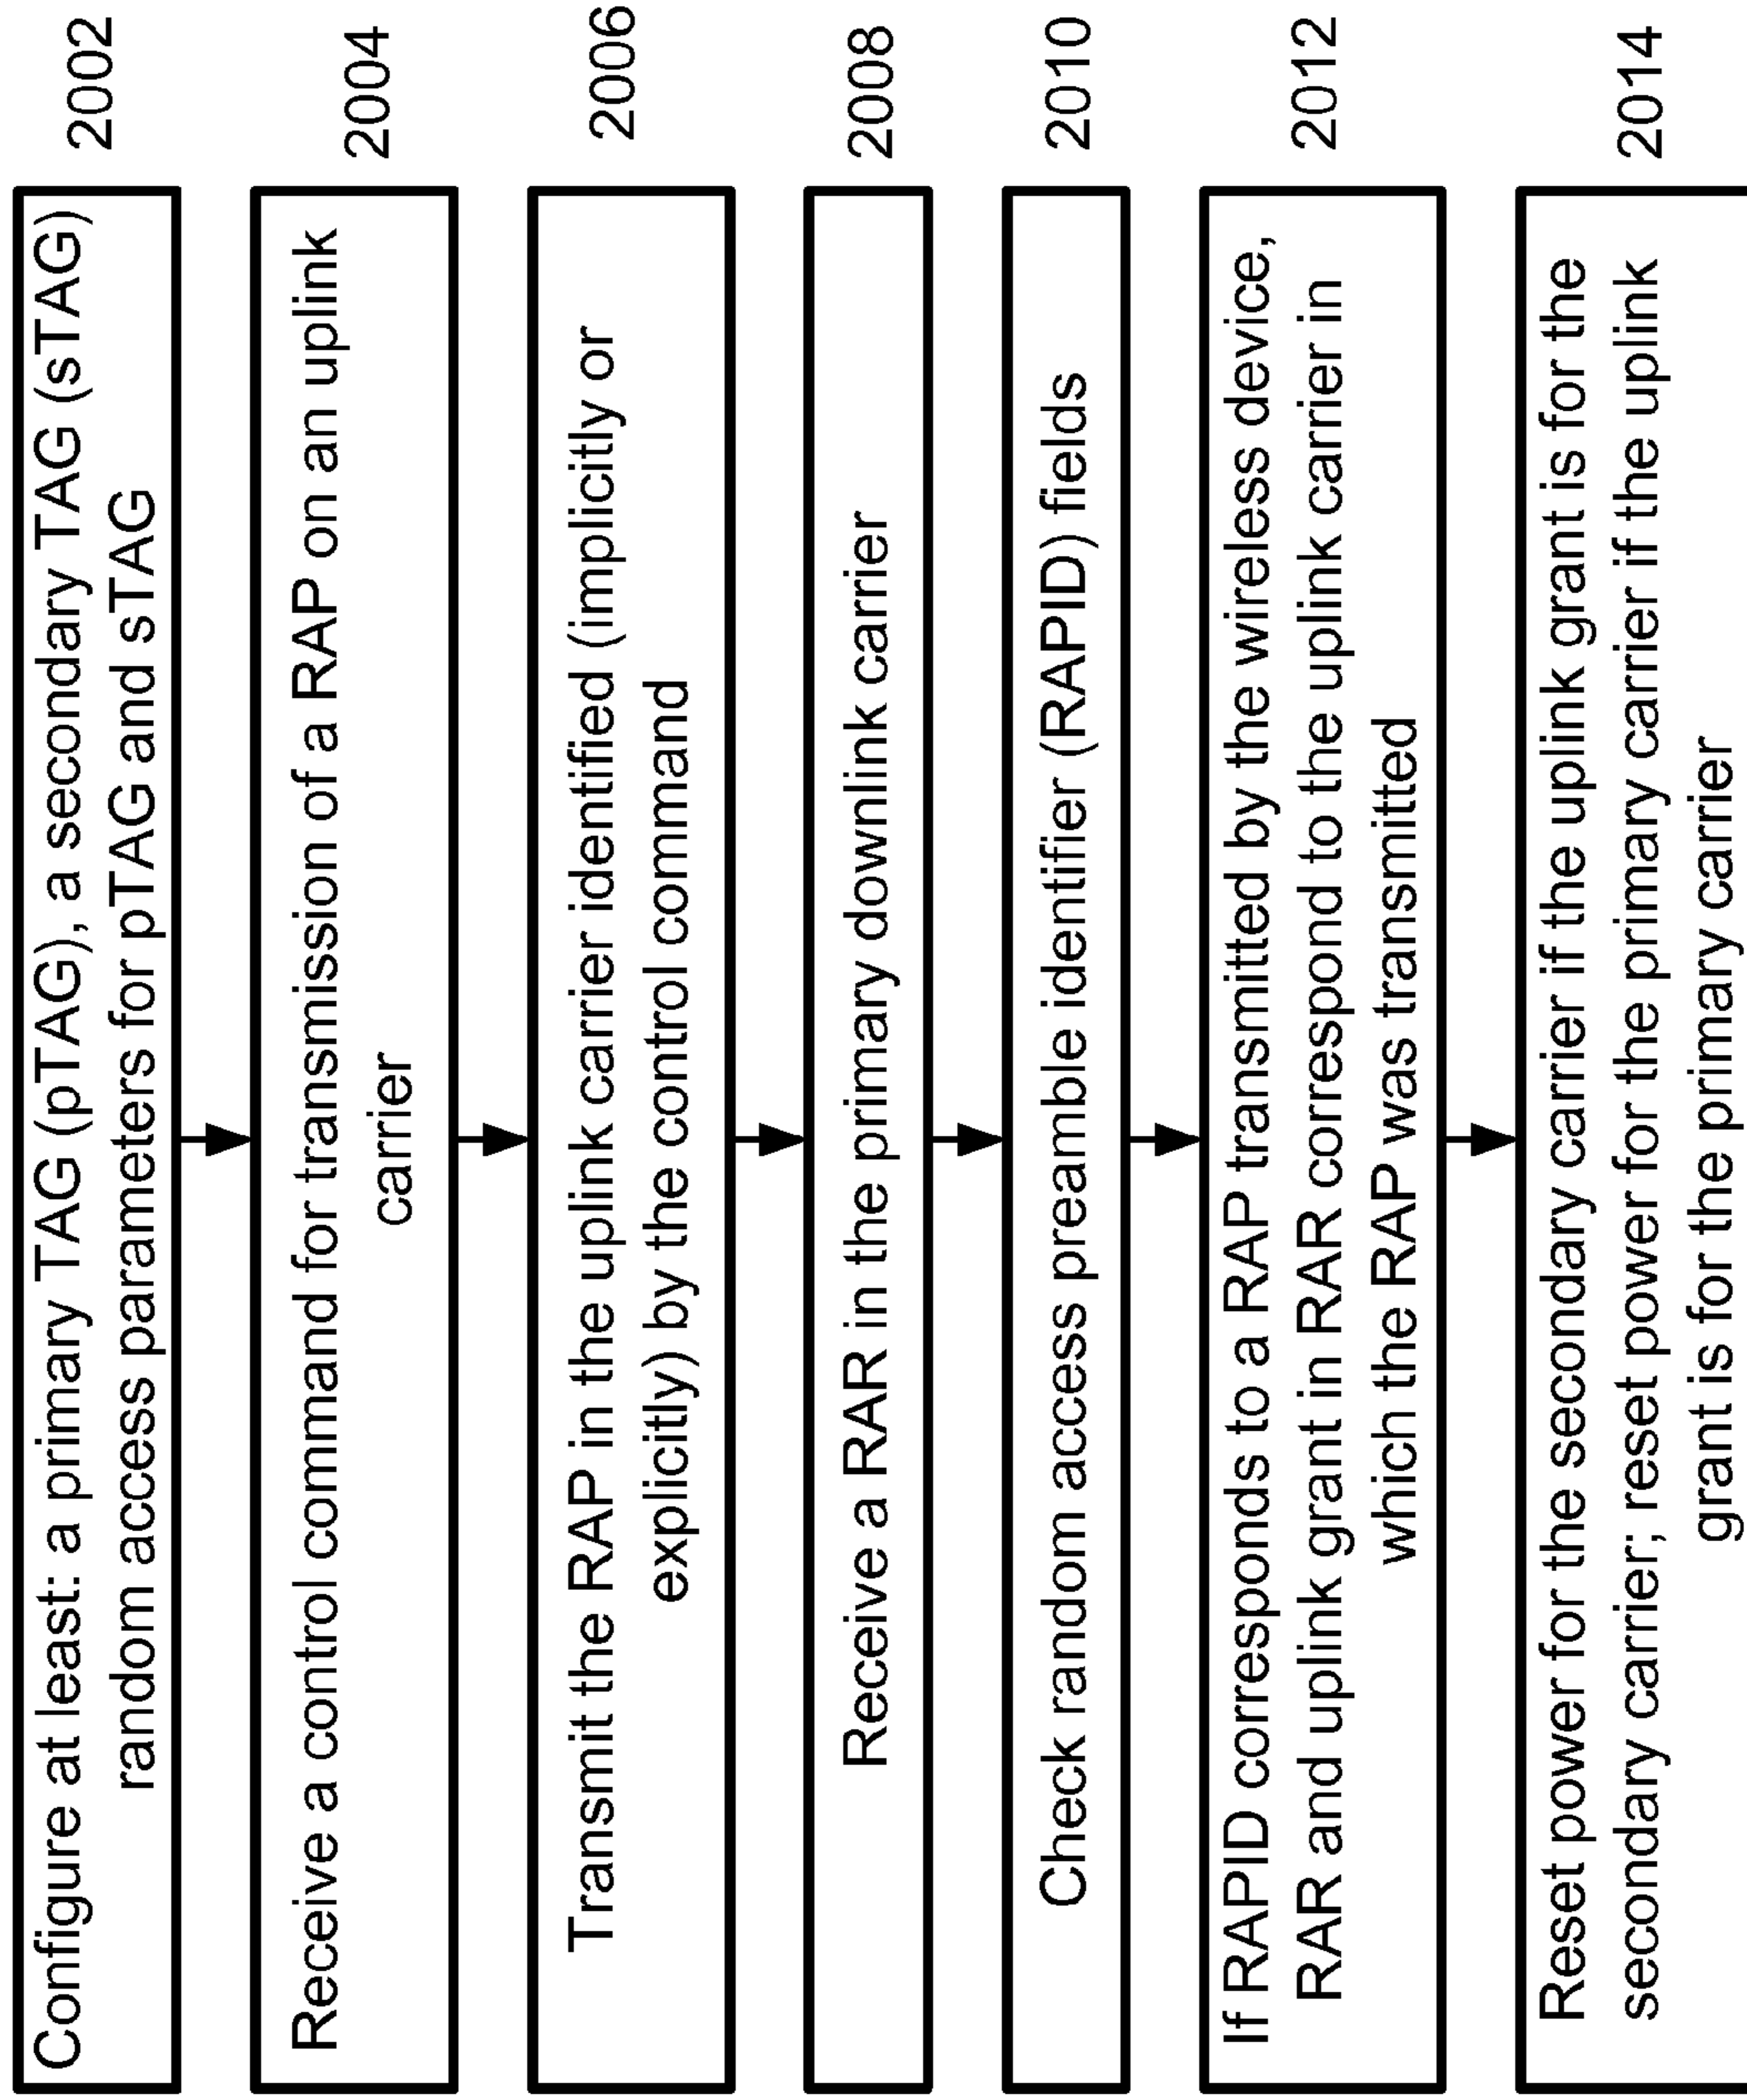 Configure at least: a primary TAG (pTAG), a secondary TAG (sTAG)
random access parameters for pTAG and sTAG
2002
Receive a control command for transmission of a RAP on an uplink
carrier
2004
Transmit the RAP in the uplink carrier identified (implicitly or
explicitly) by the control command
2006
Receive a RAR in the primary downlink carrier
2008
Check random access preamble identifier (RAPID) fields
2010
If RAPID corresponds to a RAP transmitted by the wireless device,
RAR and uplink grant in RAR correspond to the uplink carrier in
which the RAP was transmitted
2012
Reset power for the secondary carrier if the uplink grant is for the
secondary carrier; reset power for the primary carrier if the uplink
grant is for the primary carrier
2014